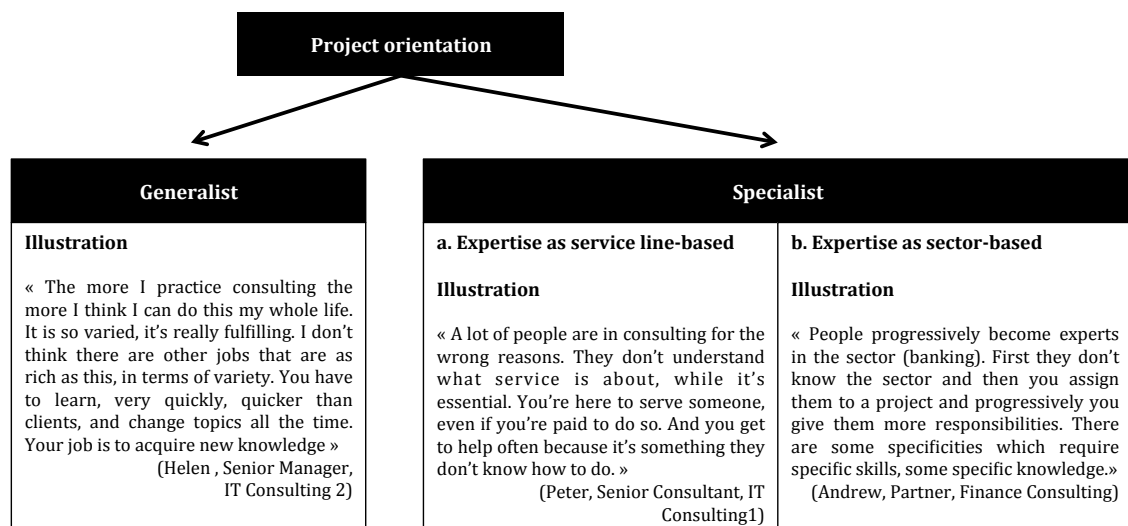 Project orientation
Generalist
Illustration
« The more I practice consulting the
more I think I can do this my whole life.
It is so varied, it’s really fulfilling. I don’t
think there are other jobs that are as
rich as this, in terms of variety. You have
to learn, very quickly, quicker than
clients, and change topics all the time.
Your job is to acquire new knowledge »
(Helen , Senior Manager,
IT Consulting 2)
Specialist
a. Expertise as service line-based
Illustration
« A lot of people are in consulting for the
wrong reasons. They don’t understand
what service is about, while it’s
essential. You’re here to serve someone,
even if you’re paid to do so. And you get
to help often because it’s something they
don’t know how to do. »
(Peter, Senior Consultant, IT
Consulting1)
b. Expertise as sector-based
Illustration
« People progressively become experts
in the sector (banking). First they don’t
know the sector and then you assign
them to a project and progressively you
give them more responsibilities. There
are some specificities which require
specific skills, some specific knowledge.»
(Andrew, Partner, Finance Consulting)